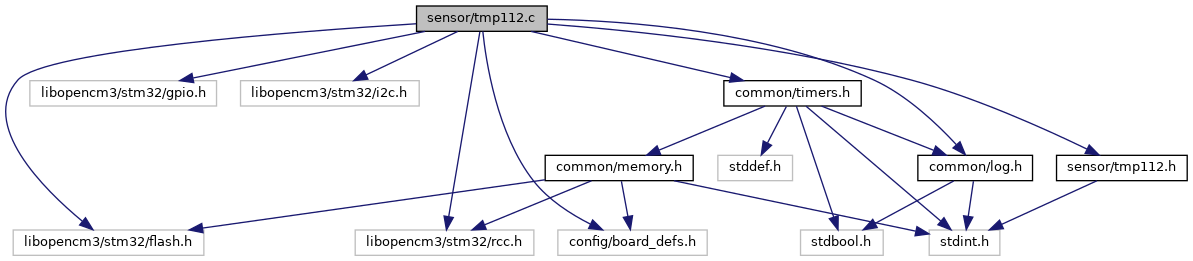 sensor/tmp112.c
libopencm3/stm32/gpio.h
libopencm3/stm32/i2c.h
common/timers.h
common/memory.h
stddef.h
common/log.h
sensor/tmp112.h
libopencm3/stm32/flash.h
libopencm3/stm32/rcc.h
config/board_defs.h
stdbool.h
stdint.h